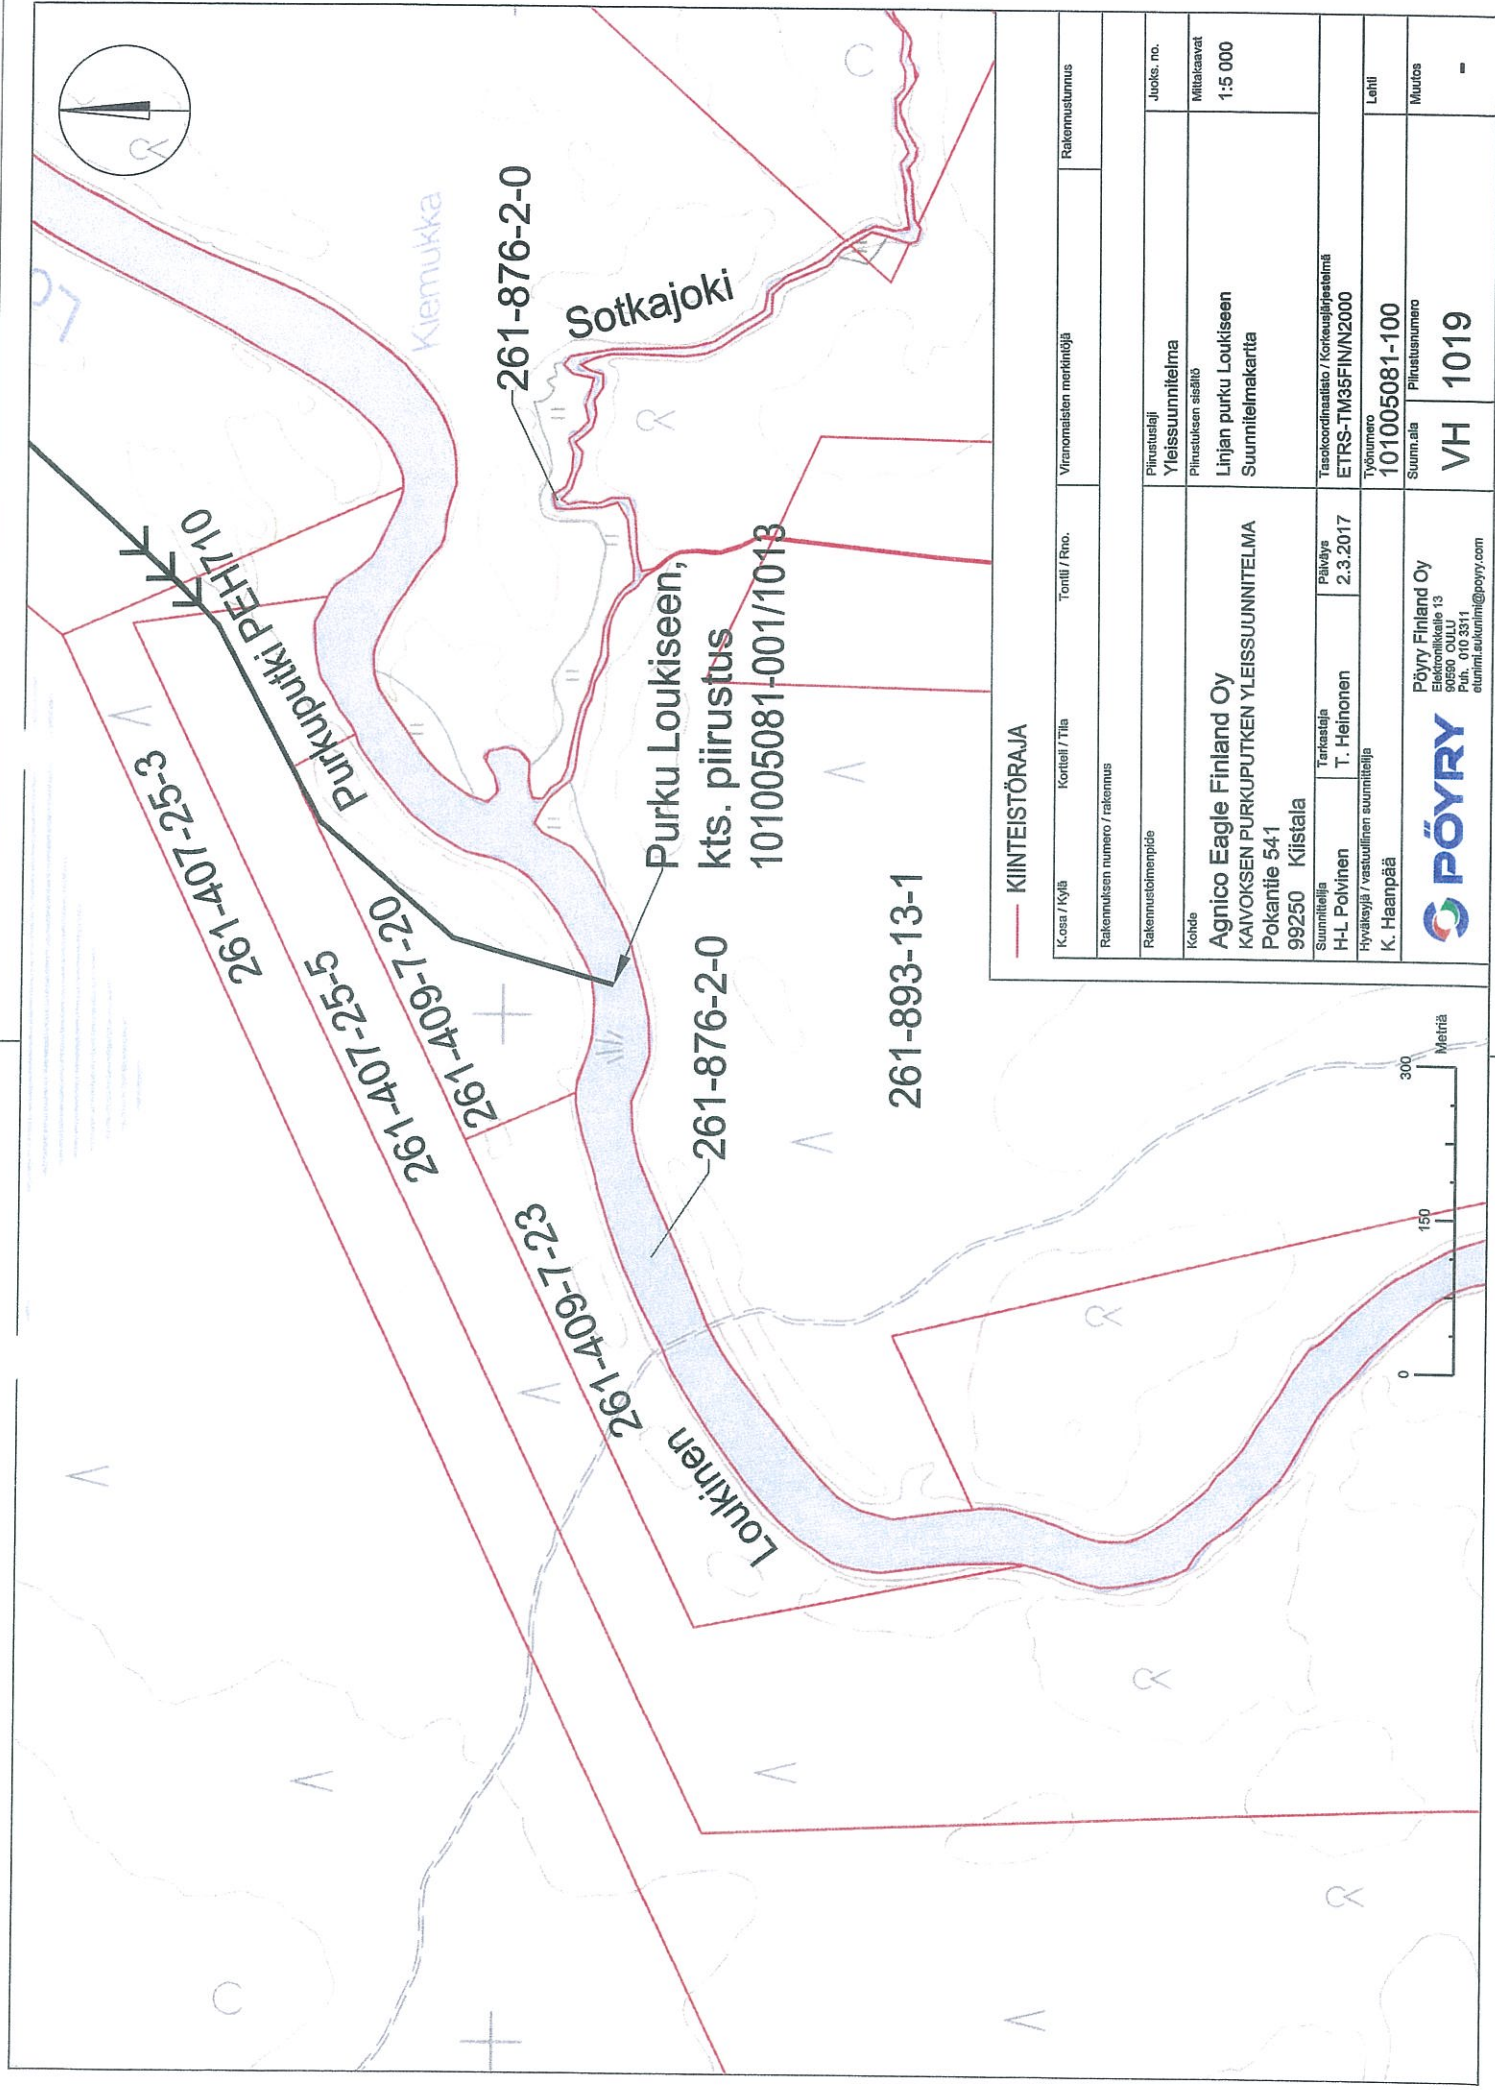 261-407-25-3
261-407-25-5
261-409-7-20
261-409-7-23
Loukinen
Purkuputki PEH710
Kiemukka
261-876-2-0
Sotkajoki
Purku Loukiseen,
kts. piirustus
101005081-001/1013
261-876-2-0
261-893-13-1
0 150 300
Metriä
KIINTEISTÖRAJA
K.osa / Kylä Kortteli / Tila Tontti / Rno. Viranomaisten merkintöjä Rakennustunnus
Rakennuksen numero / rakennus
Rakennustoimenpide Piirustuslaji Juoks. no.
Yleissuunnitelma
Kohde Piirustuksen sisältö Mittakaavat
Agnico Eagle Finland Oy Linjan purku Loukiseen 1:5 000
KAIVOKSEN PURKUPUTKEN YLEISSUUNNITELMA Suunnitelmakartta
Pokantie 541
99250 Kiistala
Suunnittelija Tarkastaja Päiväys Tasokoordinaatisto / Korkeusjärjestelmä
H-L Polvinen T. Heinonen 2.3.2017 ETRS-TM35FIN/N2000
Hyväksyjä / vastuullinen suunnittelija Työnumero Lehti
K. Haanpää 101005081-100
PÖYRY
Pöyry Finland Oy
Elektroniikkatie 13
90590 OULU
Puh. 010 3311
etunimi.sukunimi@poyry.com
Suunn.ala Piirustusnumero Muutos
VH 1019 -